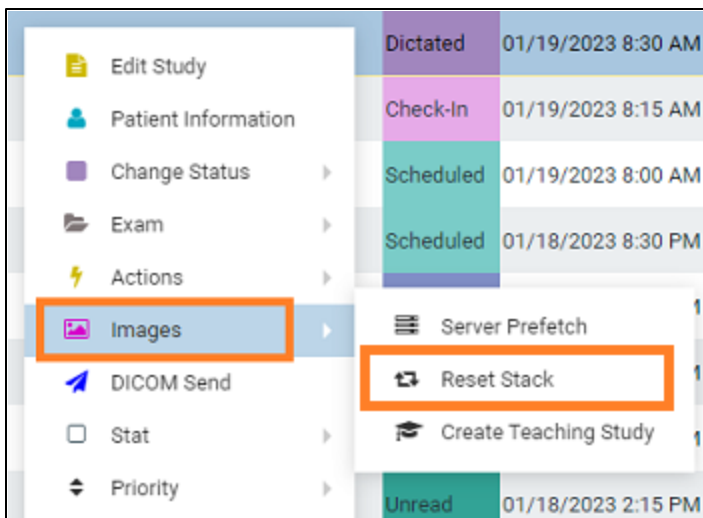 Dictated 01/19/2023 8:30 AM
Edit Study
Patient Information
Check-In 01/19/2023 8:15 AM
Change Status
Scheduled 01/19/2023 8:00 AM
Exam
Scheduled 01/18/2023 8:30 PM
Actions
Images
Server Prefetch
DICOM Send
Reset Stack
Stat
Create Teaching Study
Priority
Unread 01/18/2023 2:15 PM